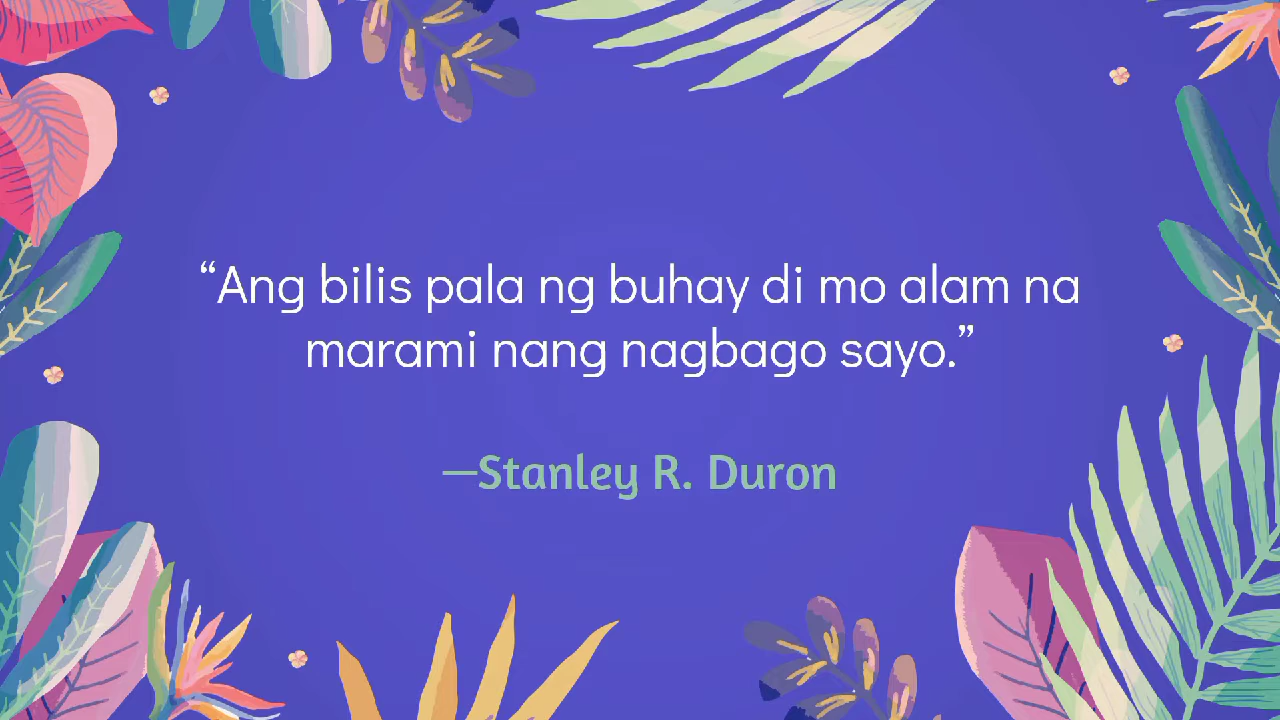 “Ang bilis pala ng buhay di mo alam na
marami nang nagbago sayo.”
—Stanley R. Duron